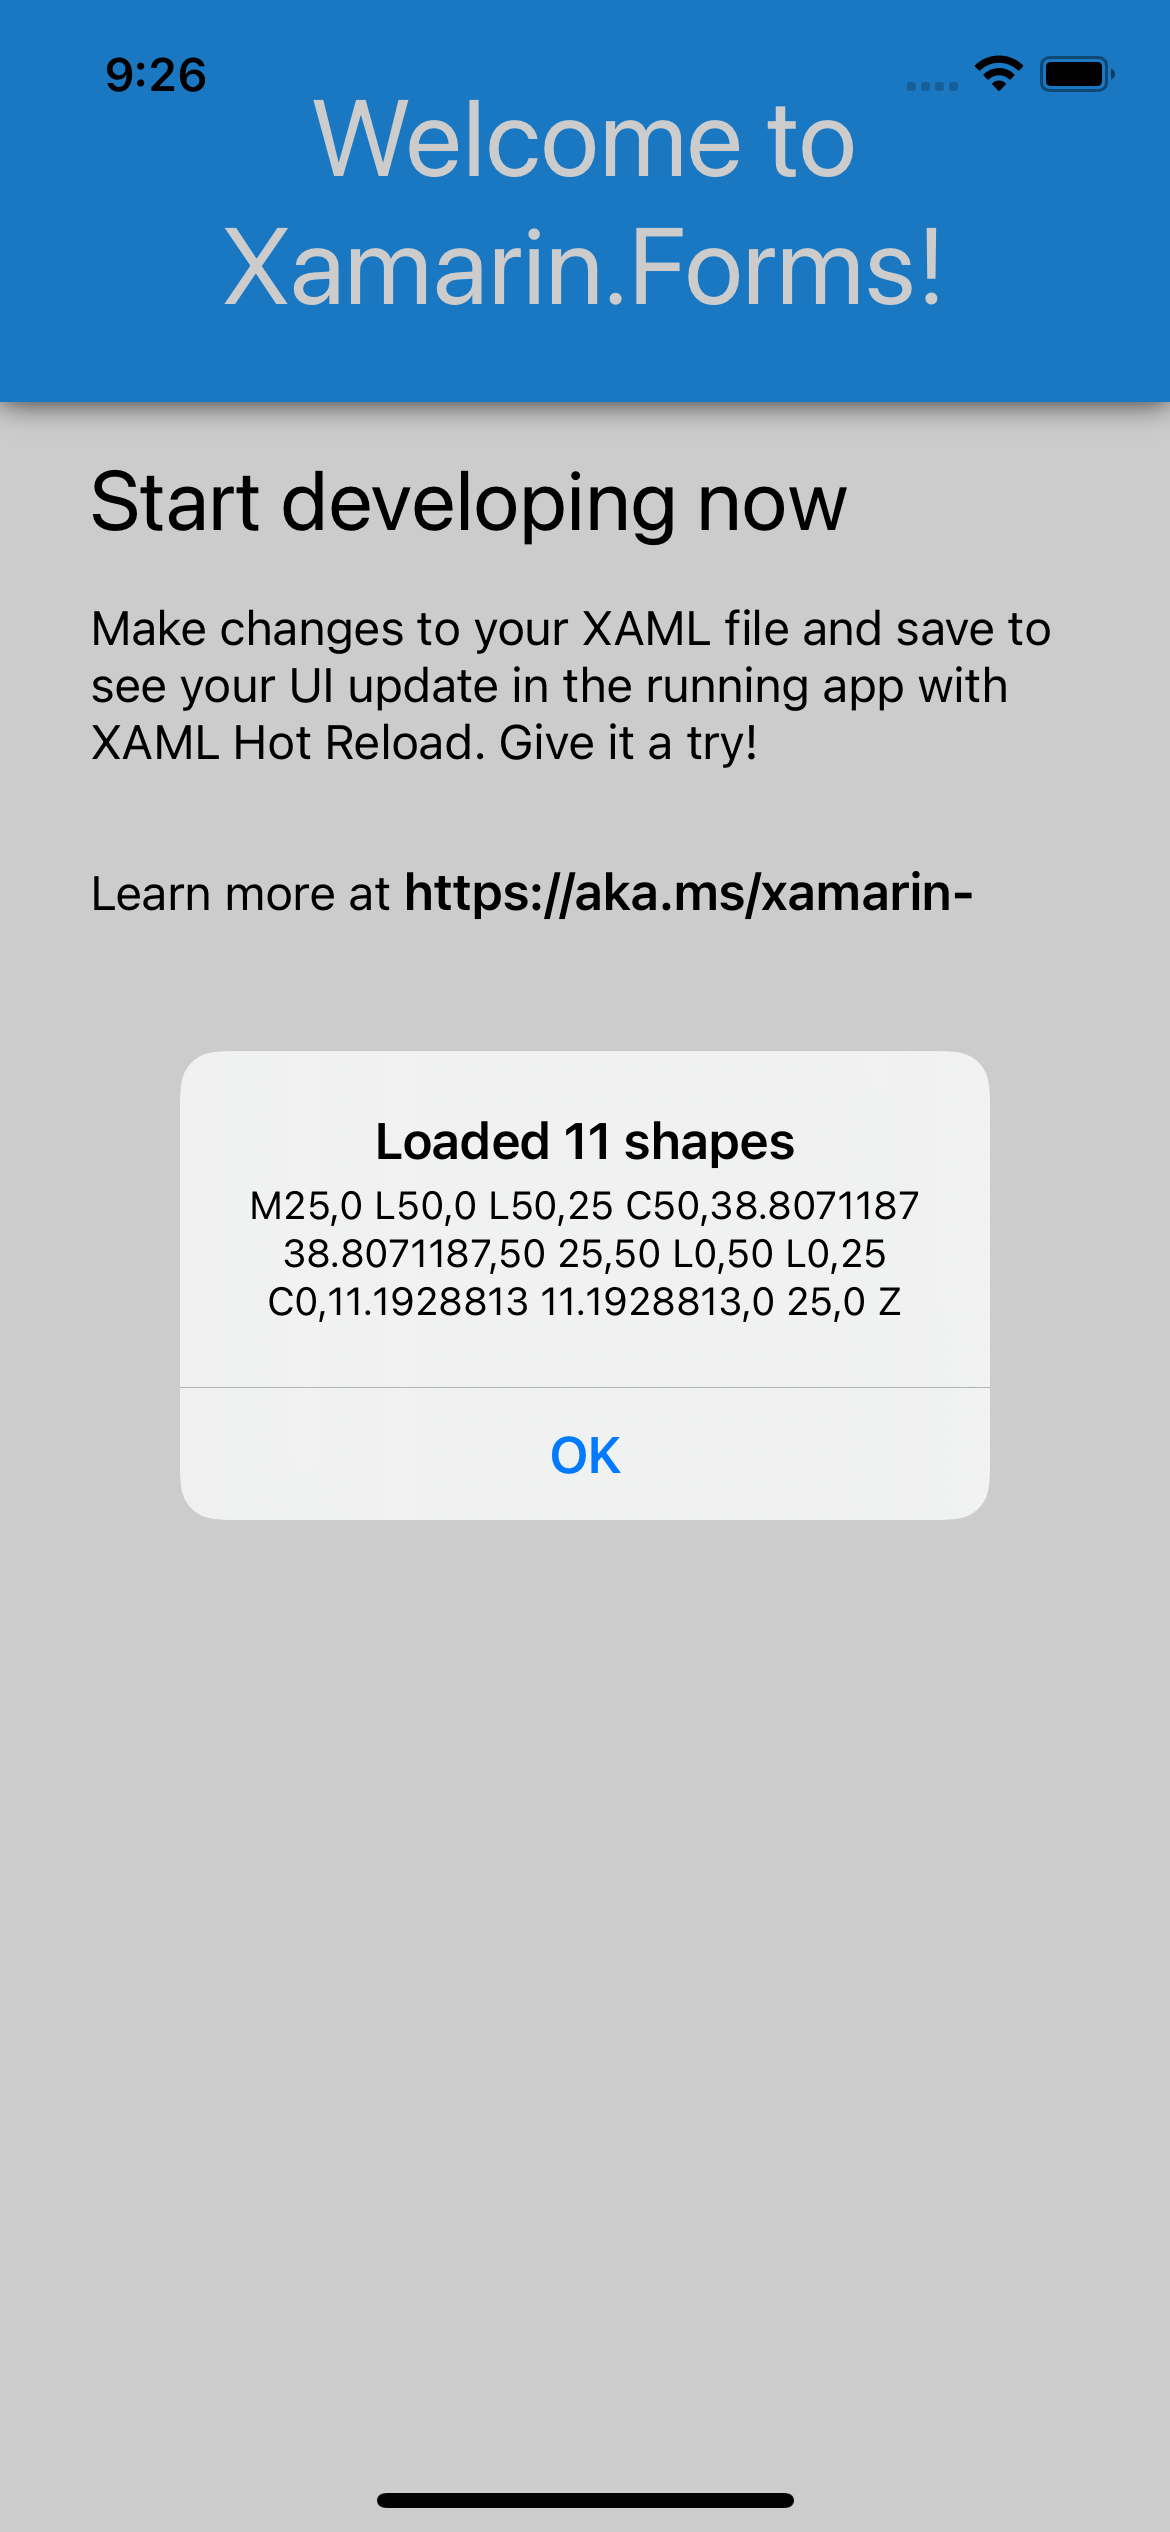 9:26
Welcome to
Xamarin.Forms!
Start developing now
Make changes to your XAML file and save to
see your UI update in the running app with
XAML Hot Reload. Give it a try!
Learn more at https://aka.ms/xamarin-
Loaded 11 shapes
M25,0 L50,0 L50,25 C50,38.8071187
38.8071187,50 25,50 L0,50 L0,25
C0,11.1928813 11.1928813,0 25,0 Z
OK